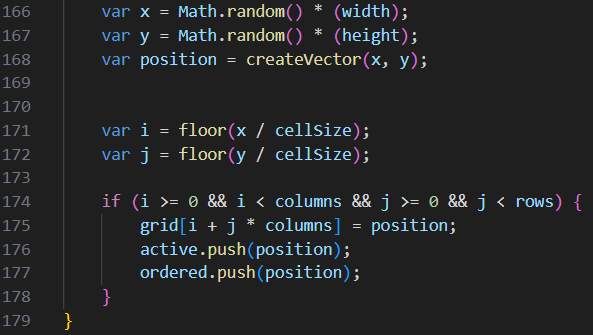 166 var x = Math.random() * (width);
167 var y = Math.random() * (height);
168 var position = createVector(x, y);
169
170
171 var i = floor(x / cellSize);
172 var j = floor(y / cellSize);
173
174 if (i >= 0 && i < columns && j >= 0 && j < rows) {
175 grid[i + j * columns] = position;
176 active.push(position);
177 ordered.push(position);
178 }
179 }